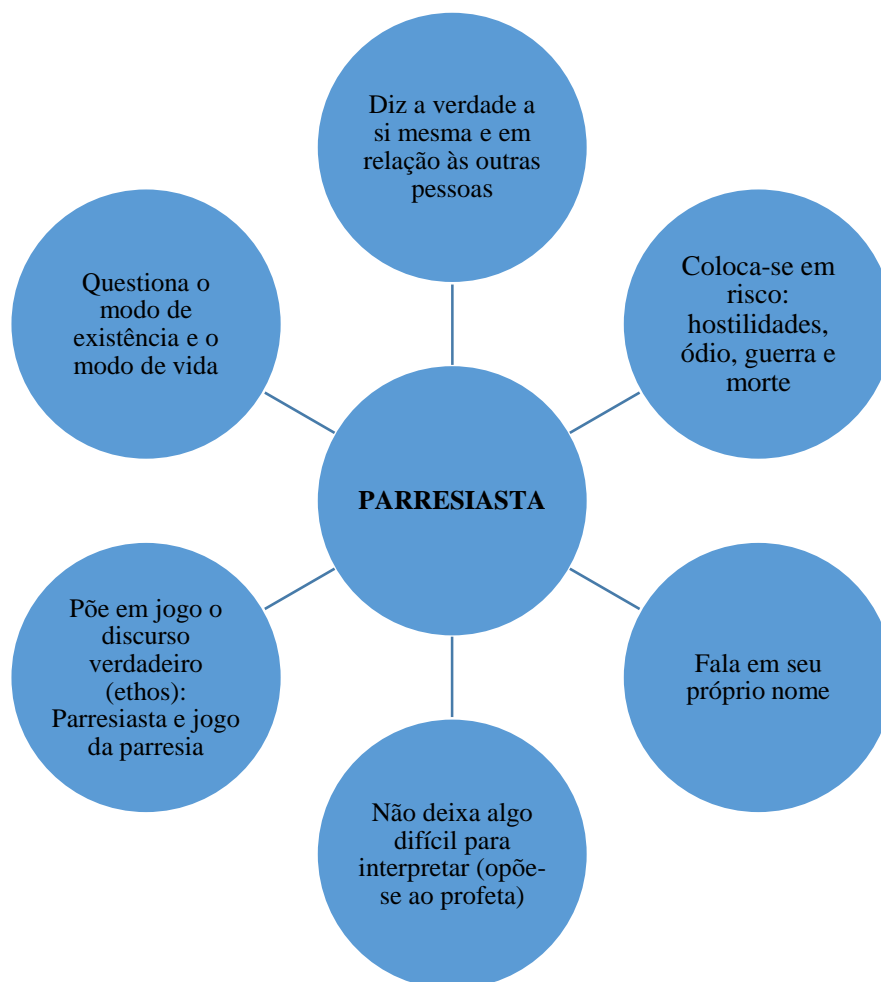 Diz a verdade a
si mesma e em
relação às outras
pessoas
Questiona o
modo de
existência e o
modo de vida
Coloca-se em
risco:
hostilidades,
ódio, guerra e
morte
PARRESIASTA
Põe em jogo o
discurso
verdadeiro
(ethos):
Parresiasta e jogo
da parresia
Fala em seu
próprio nome
Não deixa algo
difícil para
interpretar (opõe-
se ao profeta)